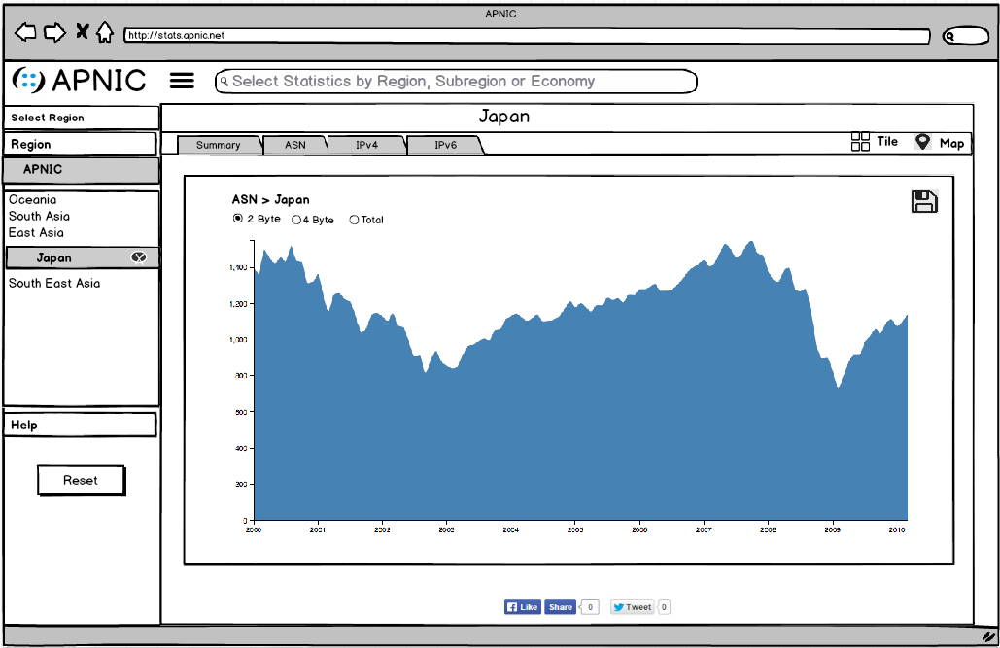 APNIC
http://stats.apnic.net
APNIC
Select Statistics by Region, Subregion or Economy
Select Region
Region
APNIC
Oceania
South Asia
East Asia
Japan
South East Asia
Help
Reset
Japan
Summary ASN IPv4 IPv6 Tile Map
ASN > Japan
2 Byte 4 Byte Total
1,400
1,200
1,000
800
600
400
200
0
2000 2001 2002 2003 2004 2005 2006 2007 2008 2009 2010
Like Share 0 Tweet 0